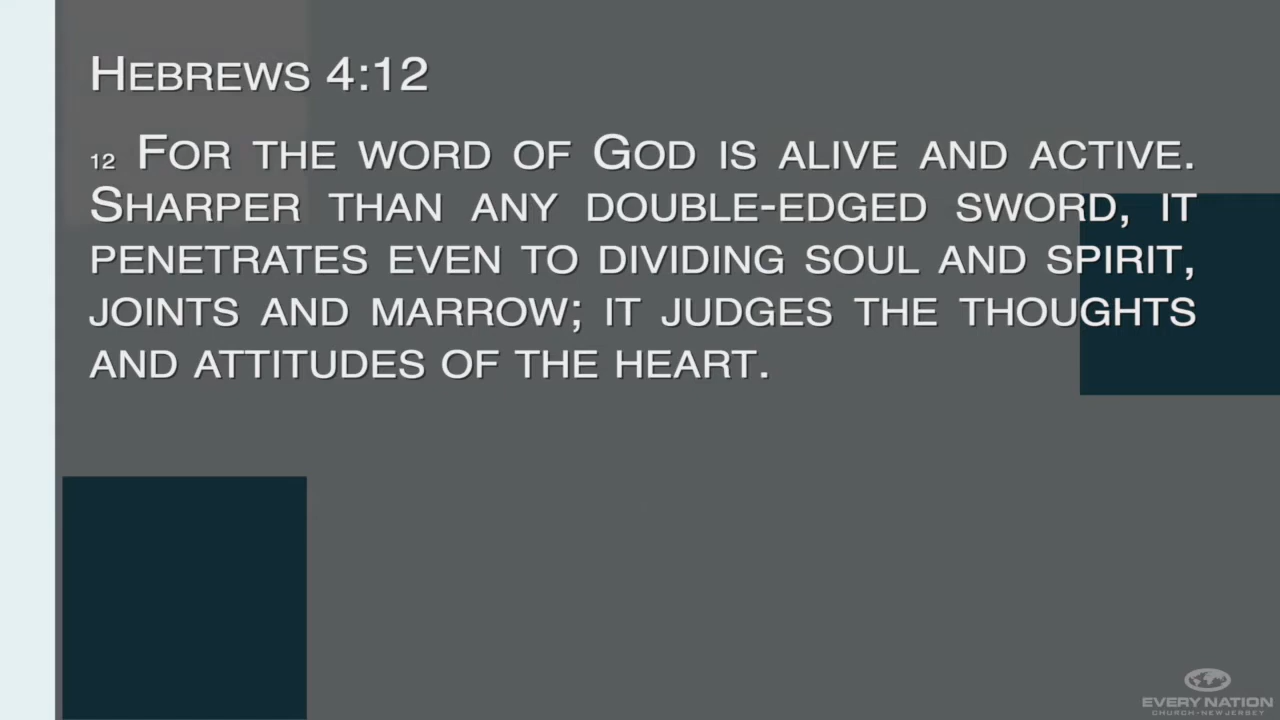 HEBREWS 4:12
12 FOR THE WORD OF GOD IS ALIVE AND ACTIVE.
SHARPER THAN ANY DOUBLE-EDGED SWORD, IT
PENETRATES EVEN TO DIVIDING SOUL AND SPIRIT,
JOINTS AND MARROW; IT JUDGES THE THOUGHTS
AND ATTITUDES OF THE HEART.
EVERY NATION
CHURCH-NEW JERSEY